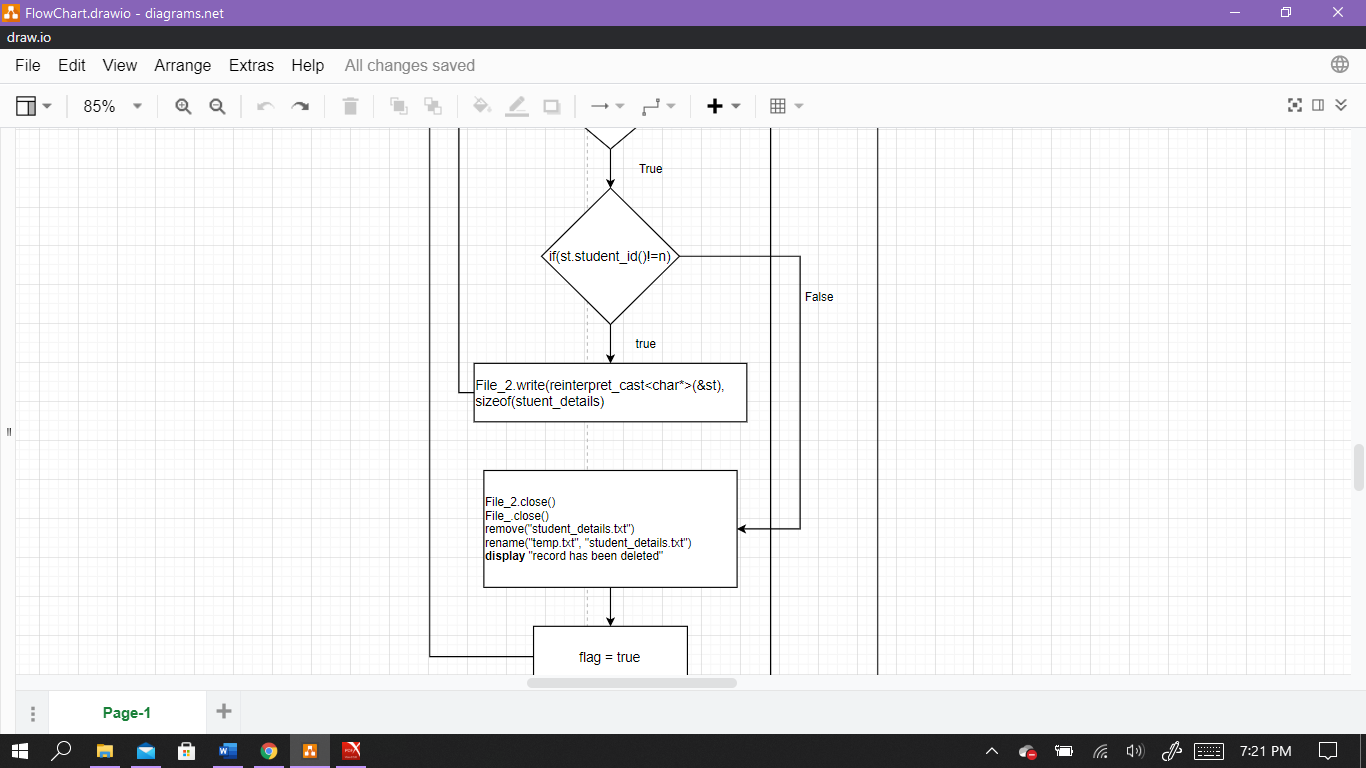 FlowChart.drawio - diagrams.net
draw.io
File Edit View Arrange Extras Help All changes saved
85%
True
if(st.student_id()!=n)
False
true
File_2.write(reinterpret_cast<char*>(&st),
sizeof(stuent_details)
File_2.close()
File_.close()
remove("student_details.txt")
rename("temp.txt", "student_details.txt")
display "record has been deleted"
flag = true
Page-1
7:21 PM